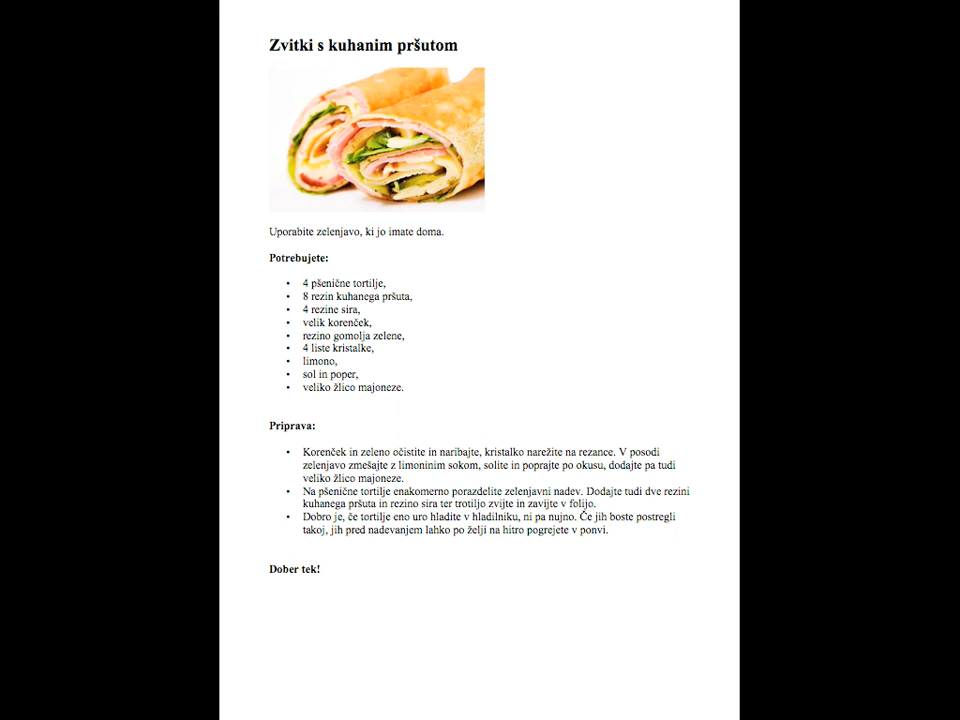 Zvitki s kuhanim pršutom
Uporabite zelenjavo, ki jo imate doma.
Potrebujete:
• 4 pšenične tortilje,
• 8 rezin kuhanega pršuta,
• 4 rezine sira,
• velik korenček,
• rezino gomolja zelene,
• 4 liste kristalke,
• limono,
• sol in poper,
• veliko žlico majoneze.
Priprava:
• Korenček in zeleno očistite in naribajte, kristalko narežite na rezance. V posodi
zelenjavo zmešajte z limoninim sokom, solite in poprajte po okusu, dodajte pa tudi
veliko žlico majoneze.
• Na pšenične tortilje enakomerno porazdelite zelenjavni nadev. Dodajte tudi dve rezini
kuhanega pršuta in rezino sira ter trotiljo zvijte in zavijte v folijo.
• Dobro je, če tortilje eno uro hladite v hladilniku, ni pa nujno. Če jih boste postregli
takoj, jih pred nadevanjem lahko po želji na hitro pogrejete v ponvi.
Dober tek!